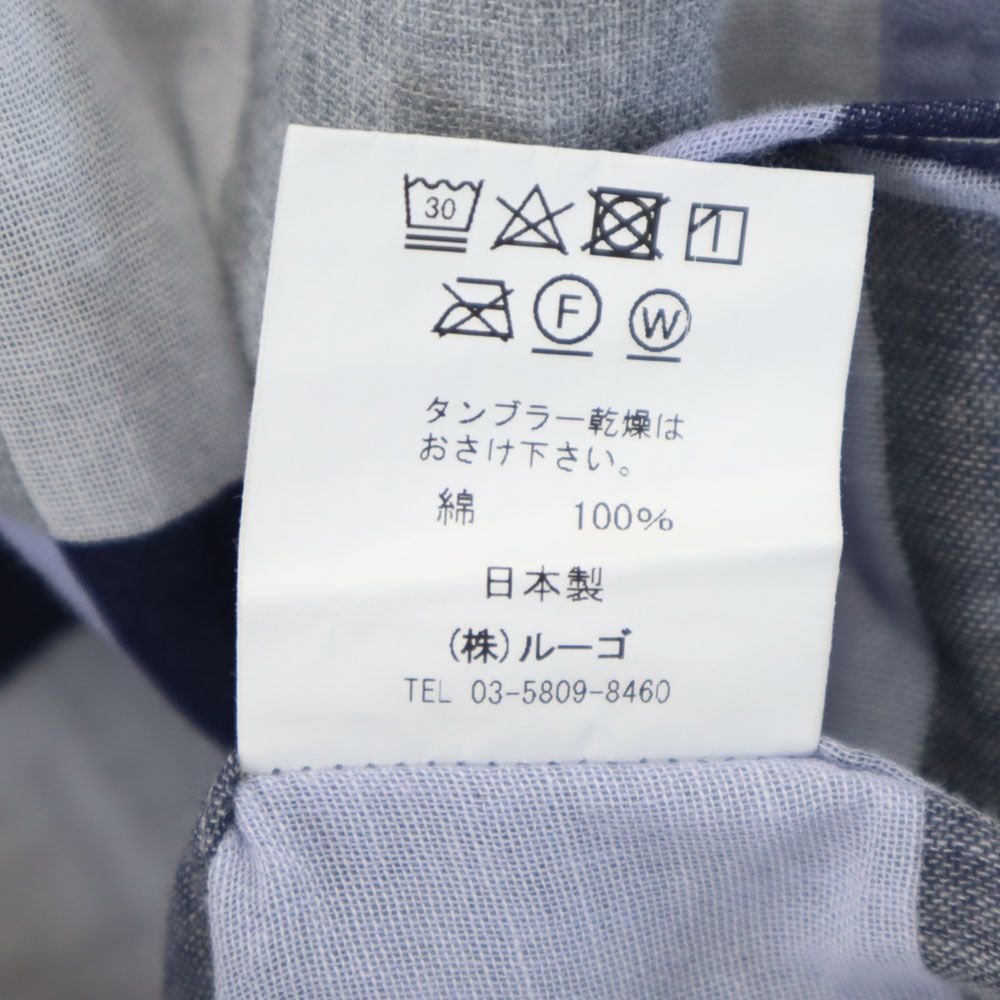 30
F W
タンブラー乾燥は
おさけ下さい。
綿 100%
日本製
(株)ルーゴ
TEL 03-5809-8460